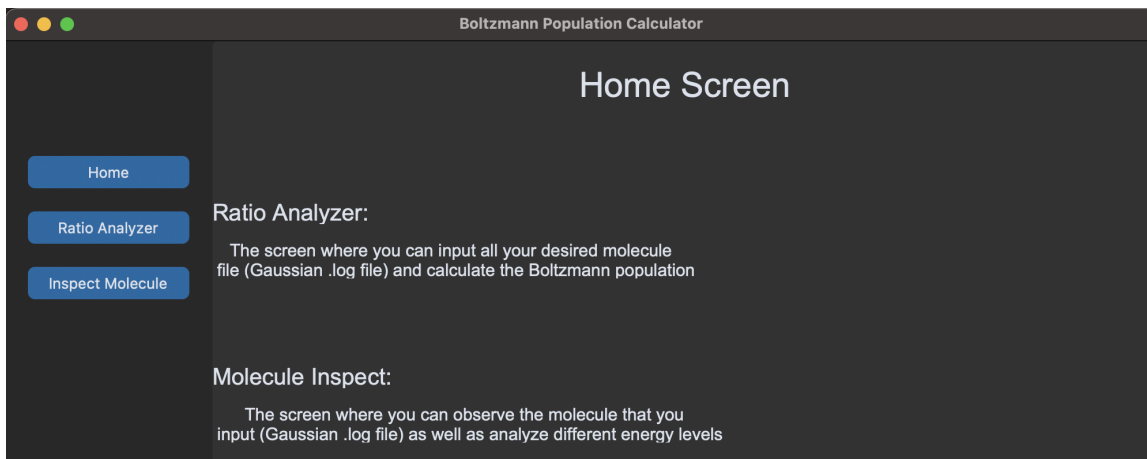 Boltzmann Population Calculator
Home Screen
Home
Ratio Analyzer
Inspect Molecule
Ratio Analyzer:
The screen where you can input all your desired molecule
file (Gaussian .log file) and calculate the Boltzmann population
Molecule Inspect:
The screen where you can observe the molecule that you
input (Gaussian .log file) as well as analyze different energy levels